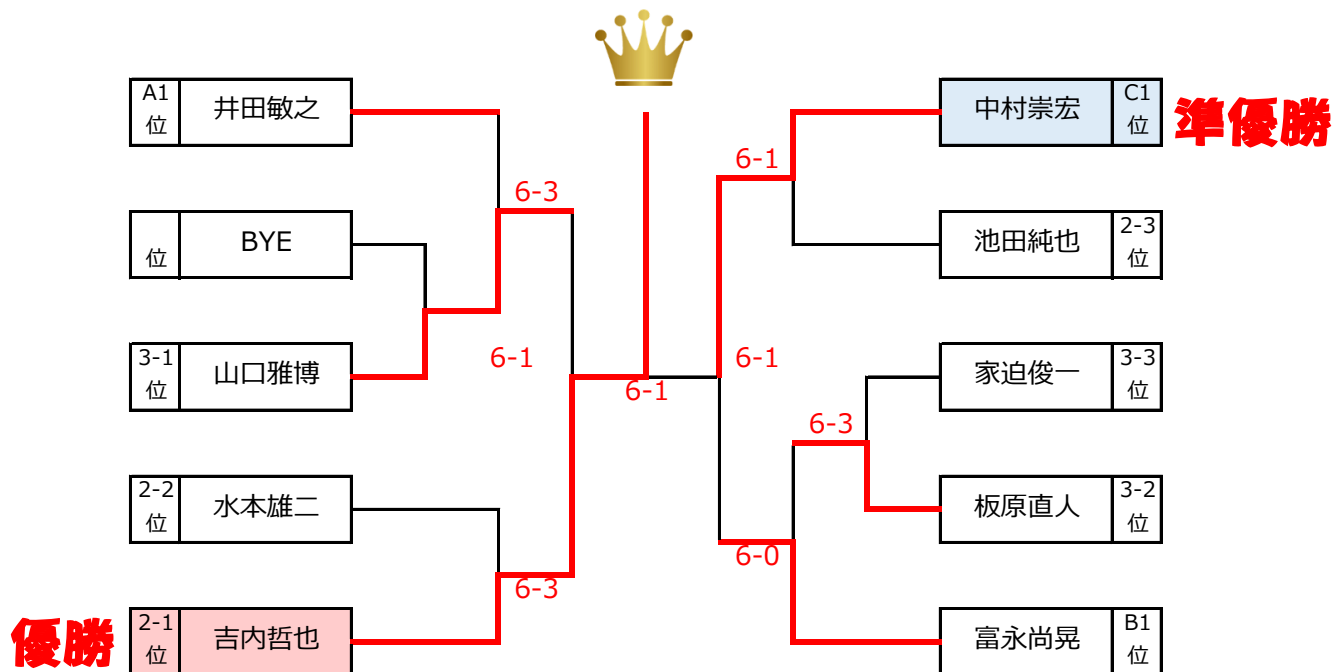 A1
位
井田敏之
位
BYE
3-1
位
山口雅博
2-2
位
水本雄二
優勝
2-1
位
吉内哲也
6-3
6-1
6-3
6-1
6-1
6-1
6-3
6-0
中村崇宏
C1
位
準優勝
池田純也
2-3
位
家迫俊一
3-3
位
板原直人
3-2
位
富永尚晃
B1
位